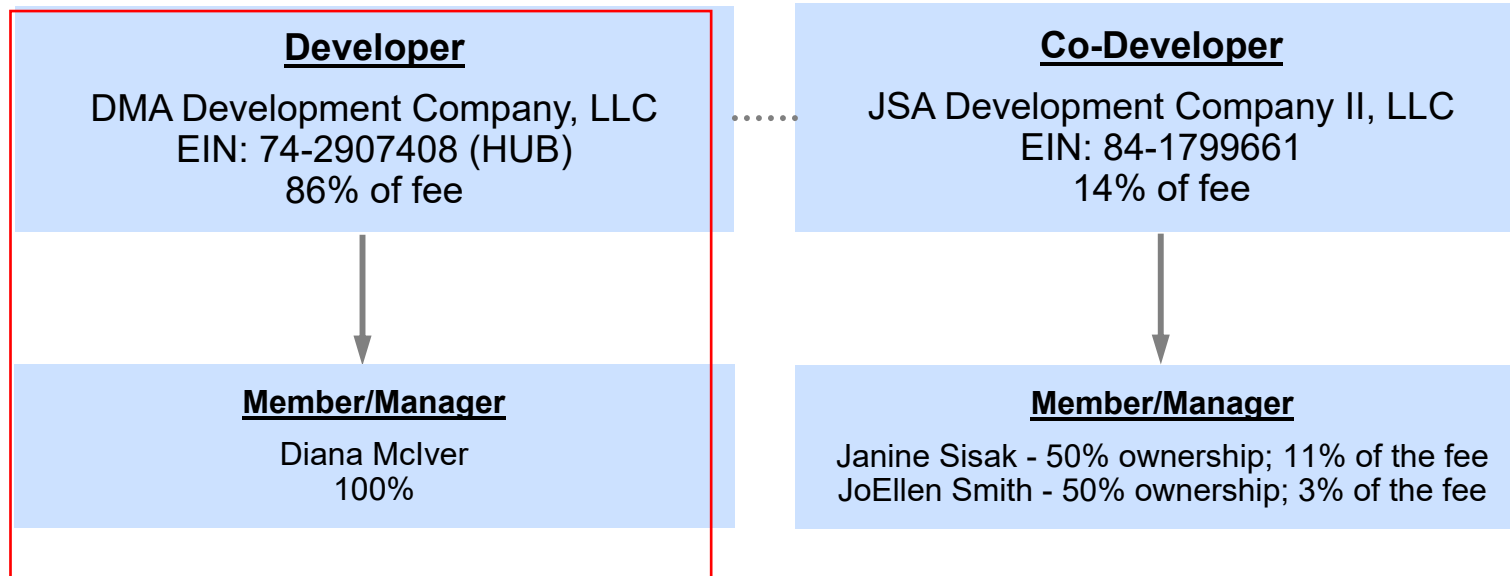 Developer
DMA Development Company, LLC
EIN: 74-2907408 (HUB)
86% of fee
Co-Developer
JSA Development Company II, LLC
EIN: 84-1799661
14% of fee
Member/Manager
Diana McIver
100%
Member/Manager
Janine Sisak - 50% ownership; 11% of the fee
JoEllen Smith - 50% ownership; 3% of the fee